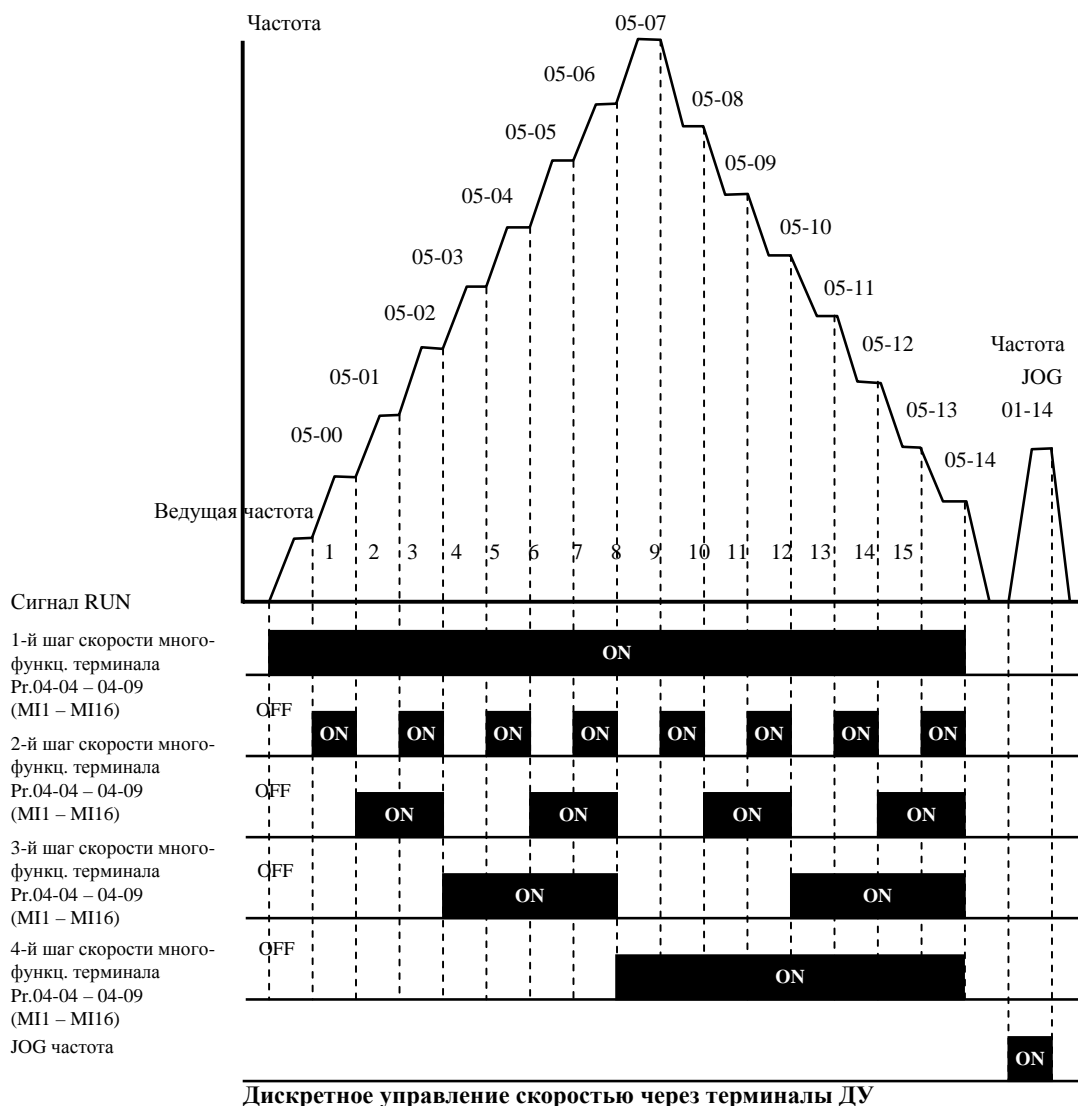 Частота
05-07
05-06
05-08
05-05
05-09
05-04
05-10
05-03
05-11
05-02
05-12
Частота
JOG
05-01
05-13
01-14
05-00
05-14
Ведущая частота
1 2 3 4 5 6 7 8 9 10 11 12 13 14 15
Сигнал RUN
ON
1-й шаг скорости много-
функц. терминала
Pr.04-04 – 04-09
(MI1 – MI16)
OFF
ON ON ON ON ON ON ON ON
2-й шаг скорости много-
функц. терминала
Pr.04-04 – 04-09
(MI1 – MI16)
OFF
ON ON ON ON
3-й шаг скорости много-
функц. терминала
Pr.04-04 – 04-09
(MI1 – MI16)
OFF
ON ON
4-й шаг скорости много-
функц. терминала
Pr.04-04 – 04-09
(MI1 – MI16)
OFF
ON
JOG частота
ON
Дискретное управление скоростью через терминалы ДУ